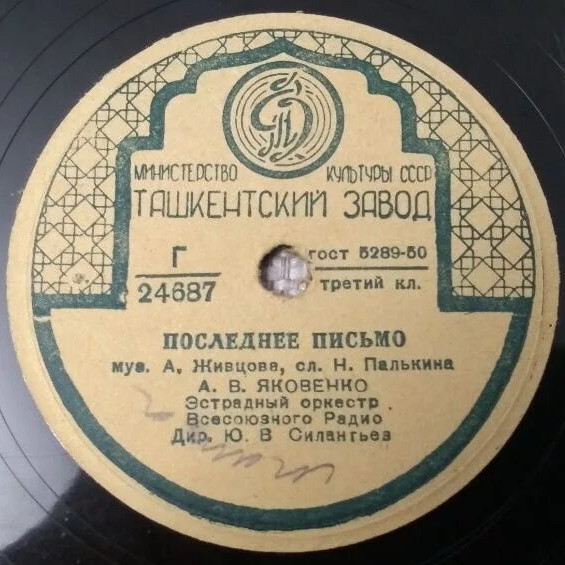 МИНИСТЕРСТВО КУЛЬТУРЫ СССР
ТАШКЕНТСКИЙ ЗАВОД
Г
24687
гост 5289-50
третий кл.
ПОСЛЕДНЕЕ ПИСЬМО
муз. А. Живцова, сл. Н. Палькина
А. В. ЯКОВЕНКО
Эстрадный оркестр
Всесоюзного Радио
Дир. Ю. В Силантьев